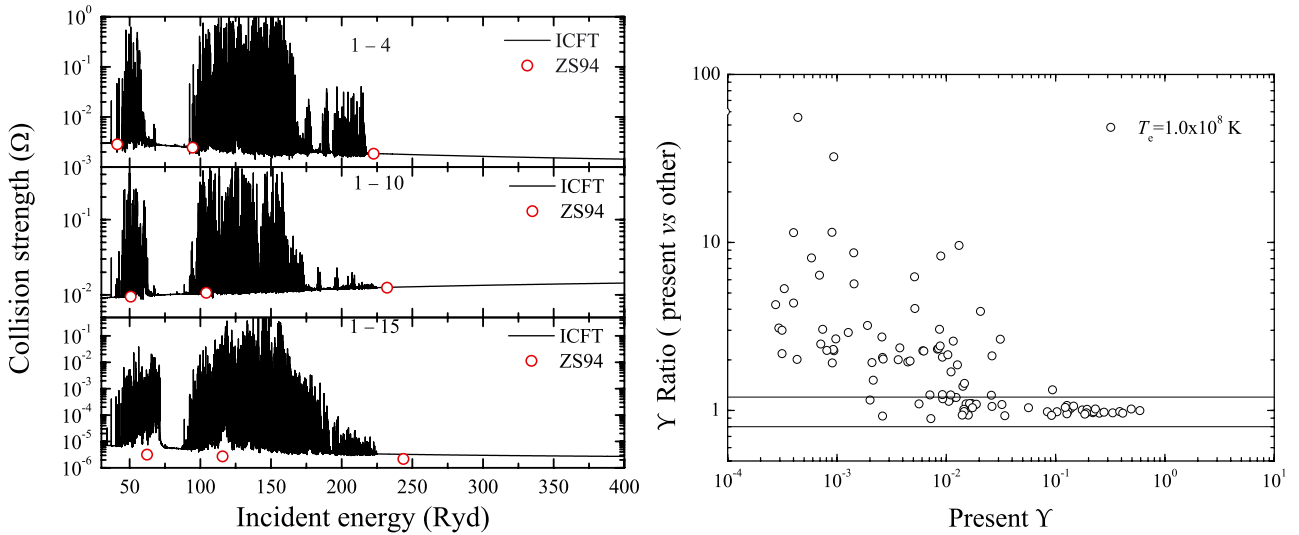 10^0
10^-1
10^-2
10^-3
1 – 4
ICFT
ZS94
10^-1
10^-2
1 – 10
ICFT
ZS94
10^-1
10^-2
10^-3
10^-4
10^-5
10^-6
1 – 15
ICFT
ZS94
50 100 150 200 250 300 350 400
Incident energy (Ryd)
Collision strength (Ω)
100
10
1
T_e=1.0x10^8 K
10^-4 10^-3 10^-2 10^-1 10^0 10^1
Present ϒ
ϒ Ratio ( present vs other)